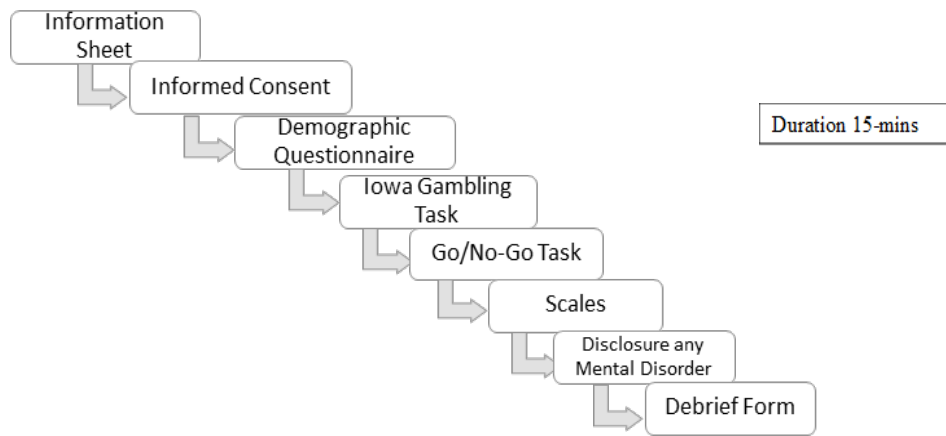 Information
Sheet
Informed Consent
Duration 15-mins
Demographic
Questionnaire
Iowa Gambling
Task
Go/No-Go Task
Scales
Disclosure any
Mental Disorder
Debrief Form